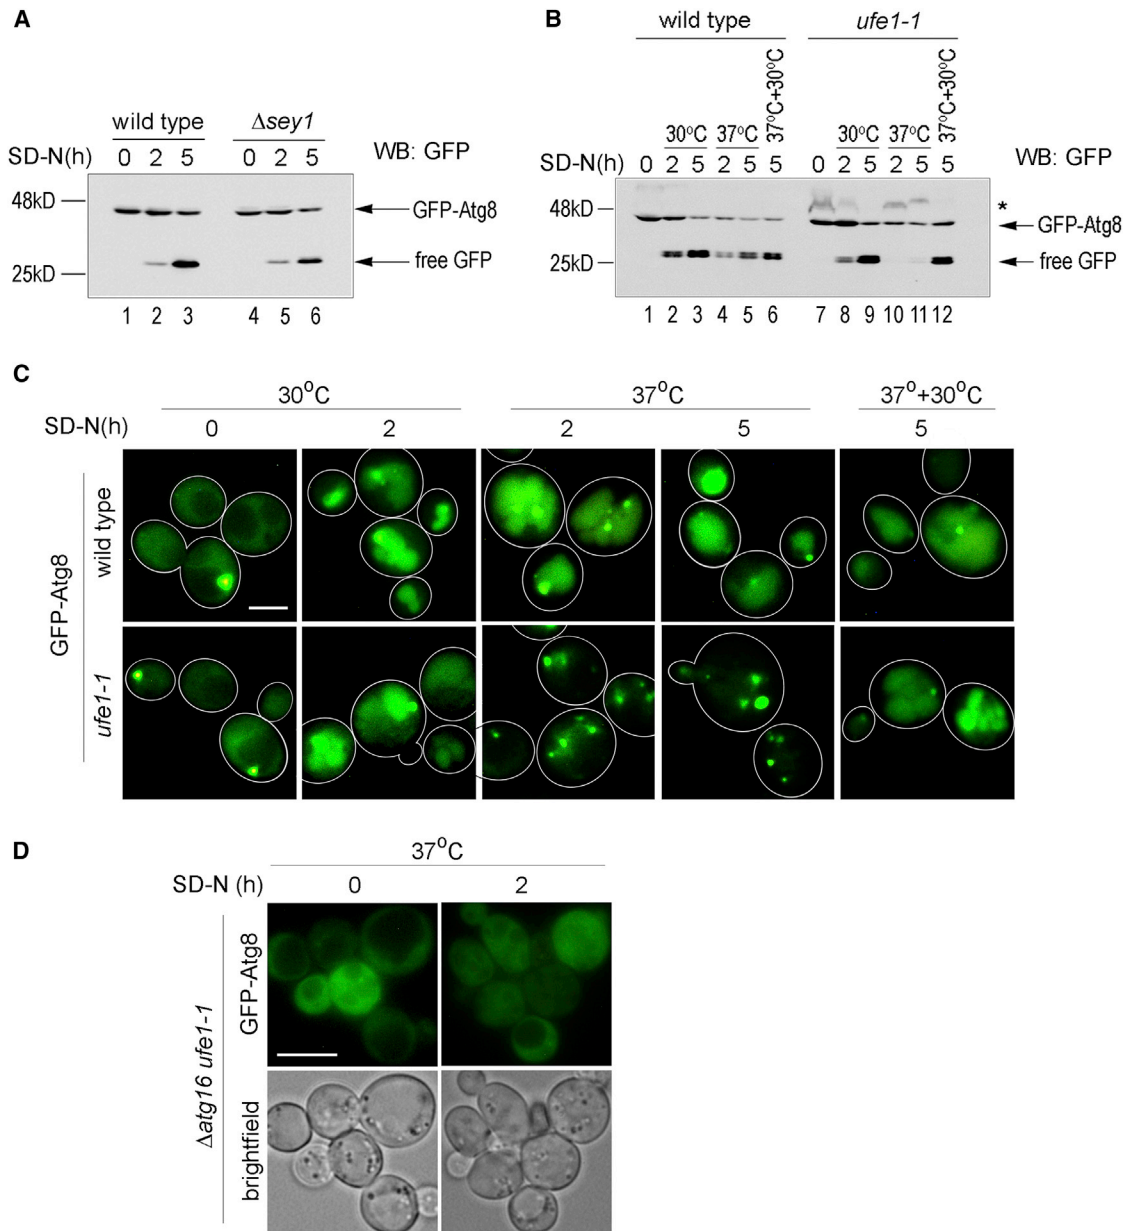 A
wild type Δsey1
SD-N(h) 0 2 5 0 2 5 WB: GFP
48kD
GFP-Atg8
free GFP
25kD
1 2 3 4 5 6
B
wild type ufe1-1
30°C 37°C 37°C+30°C 30°C 37°C 37°C+30°C
SD-N(h) 0 2 5 2 5 5 0 2 5 2 5 5 WB: GFP
48kD *
GFP-Atg8
25kD free GFP
1 2 3 4 5 6 7 8 9 10 11 12
C
30°C 37°C 37°+30°C
SD-N(h) 0 2 2 5 5
GFP-Atg8
wild type
ufe1-1
D
37°C
SD-N (h) 0 2
Δatg16 ufe1-1
GFP-Atg8
brightfield